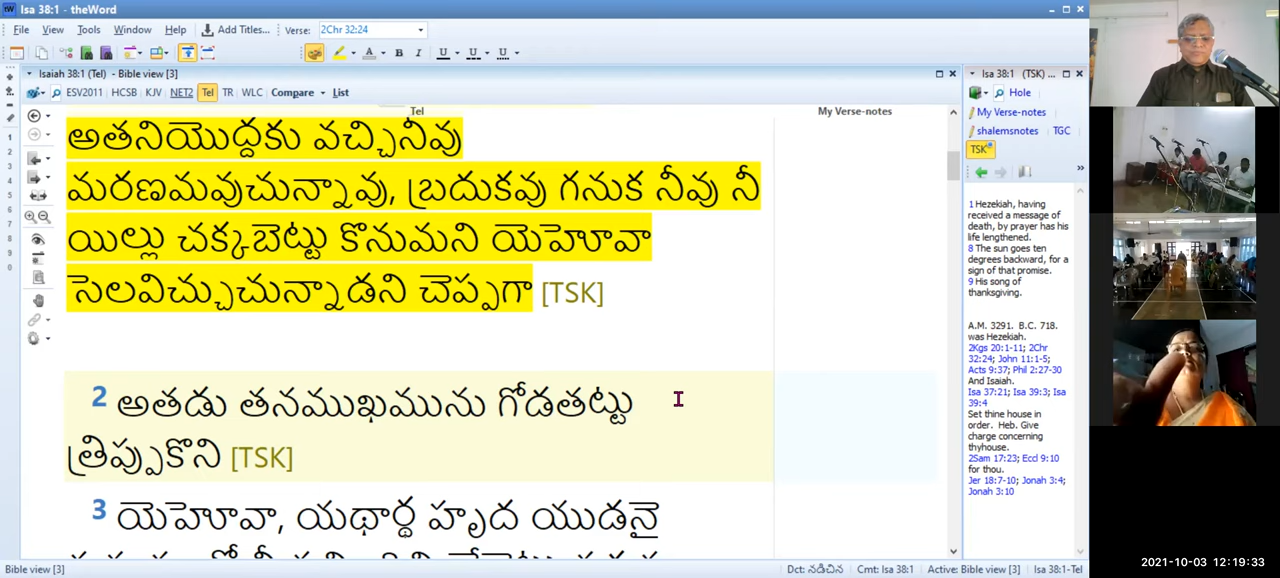 Isa 38:1 - theWord
File View Tools Window Help Add Titles... Verse: 2Chr 32:24
Isaiah 38:1 (Tel) - Bible view [3]
ESV2011 HCSB KJV NET2 Tel TR WLC Compare List
Tel My Verse-notes
అతనియొద్దకు వచ్చినీవు
మరణమవుచున్నావు, బ్రదుకవు గనుక నీవు నీ
యిల్లు చక్కబెట్టు కొనుమని యెహోవా
సెలవిచ్చుచున్నాడని చెప్పగా [TSK]
2 అతడు తనముఖమును గోడతట్టు
త్రిప్పుకొని [TSK]
3 యెహోవా, యథార్థ హృద యుడనై
Isa 38:1 (TSK) ...
Hole
My Verse-notes
shalemsnotes TGC
TSK
1 Hezekiah, having
received a message of
death, by prayer has his
life lengthened.
8 The sun goes ten
degrees backward, for a
sign of that promise.
9 His song of
thanksgiving.
A.M. 3291. B.C. 718.
was Hezekiah.
2Kgs 20:1-11; 2Chr
32:24; John 11:1-5;
Acts 9:37; Phil 2:27-30
And Isaiah.
Isa 37:21; Isa 39:3; Isa
39:4
Set thine house in
order. Heb. Give
charge concerning
thyhouse.
2Sam 17:23; Eccl 9:10
for thou.
Jer 18:7-10; Jonah 3:4;
Jonah 3:10
2021-10-03 12:19:33
Bible view [3] Dct: నడిచిన Cmt: Isa 38:1 Active: Bible view [3] Isa 38:1-Tel